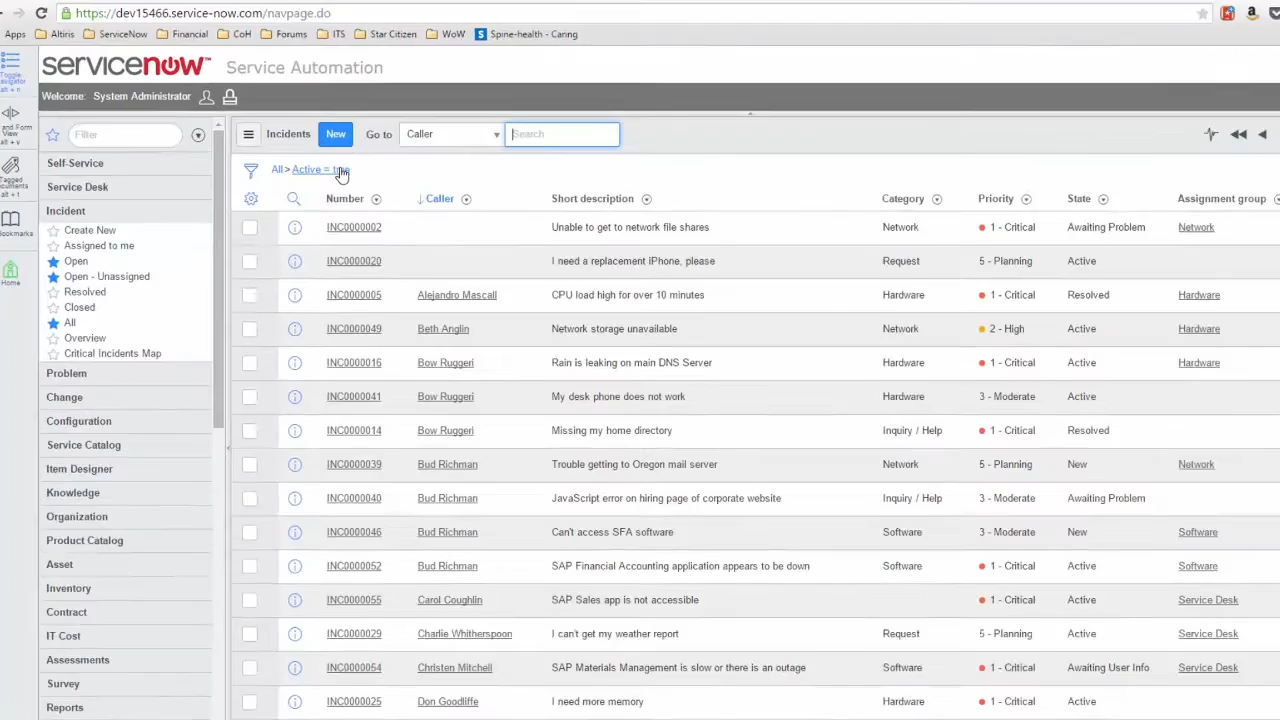 https://dev15466.service-now.com/navpage.do
Apps Altiris ServiceNow Financial CoH Forums ITS Star Citizen WoW Spine-health - Caring
servicenow™ Service Automation
Welcome: System Administrator
Toggle
alt + n
and Form
View
alt + v
alt + t
Home
Filter
Self-Service
Service Desk
Incident
Create New
Assigned to me
Open
Open - Unassigned
Resolved
Closed
All
Overview
Critical Incidents Map
Problem
Change
Configuration
Service Catalog
Item Designer
Knowledge
Organization
Product Catalog
Asset
Inventory
Contract
IT Cost
Assessments
Survey
Reports
Incidents New Go to Caller Search
All > Active =
Number Caller Short description Category Priority State Assignment group
INC0000002 Unable to get to network file shares Network 1 - Critical Awaiting Problem Network
INC0000020 I need a replacement iPhone, please Request 5 - Planning Active
INC0000005 Alejandro Mascall CPU load high for over 10 minutes Hardware 1 - Critical Resolved Hardware
INC0000049 Beth Anglin Network storage unavailable Network 2 - High Active Hardware
INC0000016 Bow Ruggeri Rain is leaking on main DNS Server Hardware 1 - Critical Active Hardware
INC0000041 Bow Ruggeri My desk phone does not work Hardware 3 - Moderate Active
INC0000014 Bow Ruggeri Missing my home directory Inquiry / Help 1 - Critical Resolved
INC0000039 Bud Richman Trouble getting to Oregon mail server Network 5 - Planning New Network
INC0000040 Bud Richman JavaScript error on hiring page of corporate website Inquiry / Help 3 - Moderate Awaiting Problem
INC0000046 Bud Richman Can't access SFA software Software 3 - Moderate New Software
INC0000052 Bud Richman SAP Financial Accounting application appears to be down Software 1 - Critical Active Software
INC0000055 Carol Coughlin SAP Sales app is not accessible 1 - Critical Active Service Desk
INC0000029 Charlie Whitherspoon I can't get my weather report Request 5 - Planning Active Service Desk
INC0000054 Christen Mitchell SAP Materials Management is slow or there is an outage Software 1 - Critical Awaiting User Info Service Desk
INC0000025 Don Goodliffe I need more memory Hardware 1 - Critical Active